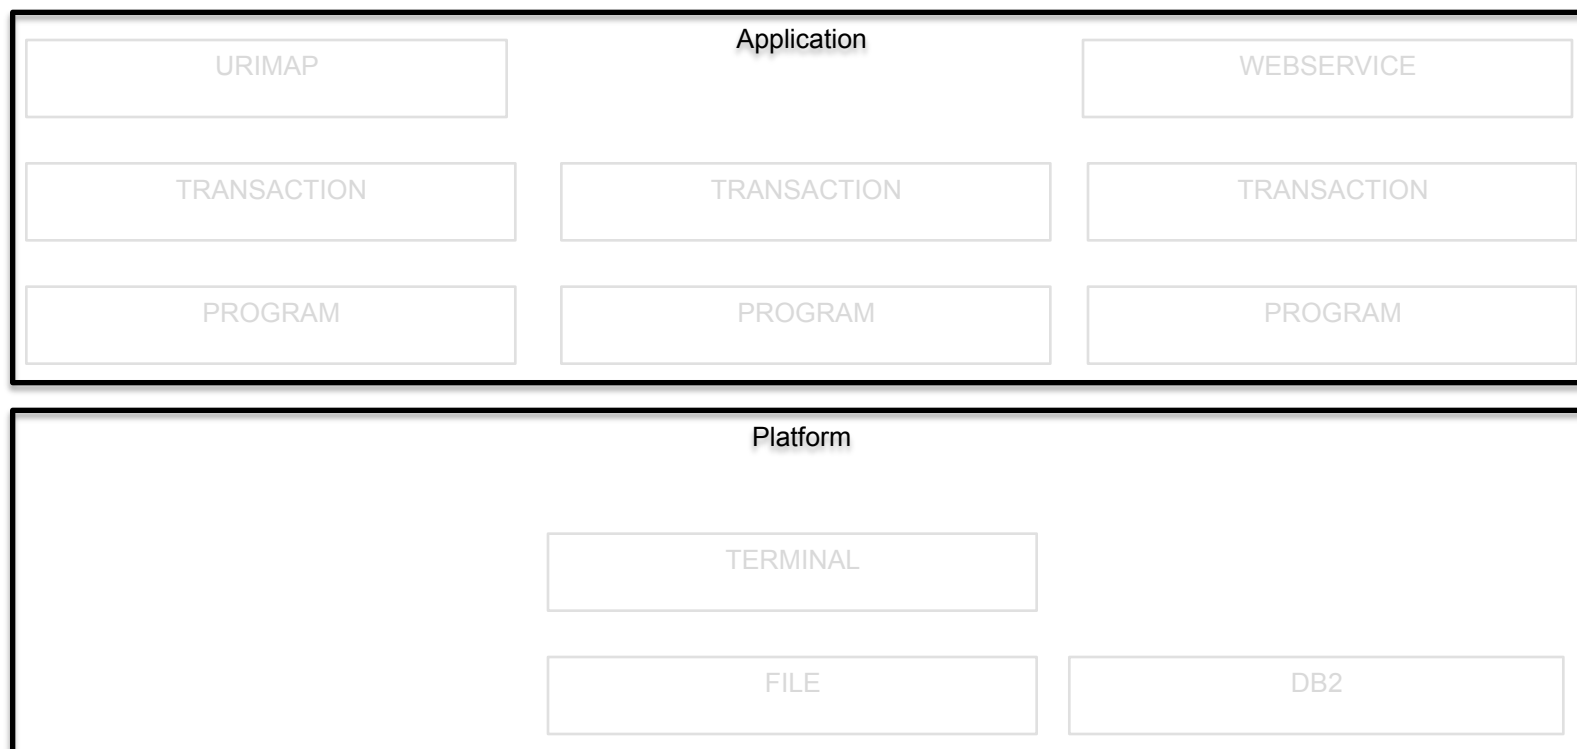 Application
URIMAP
WEBSERVICE
TRANSACTION
TRANSACTION
TRANSACTION
PROGRAM
PROGRAM
PROGRAM
Platform
TERMINAL
FILE
DB2